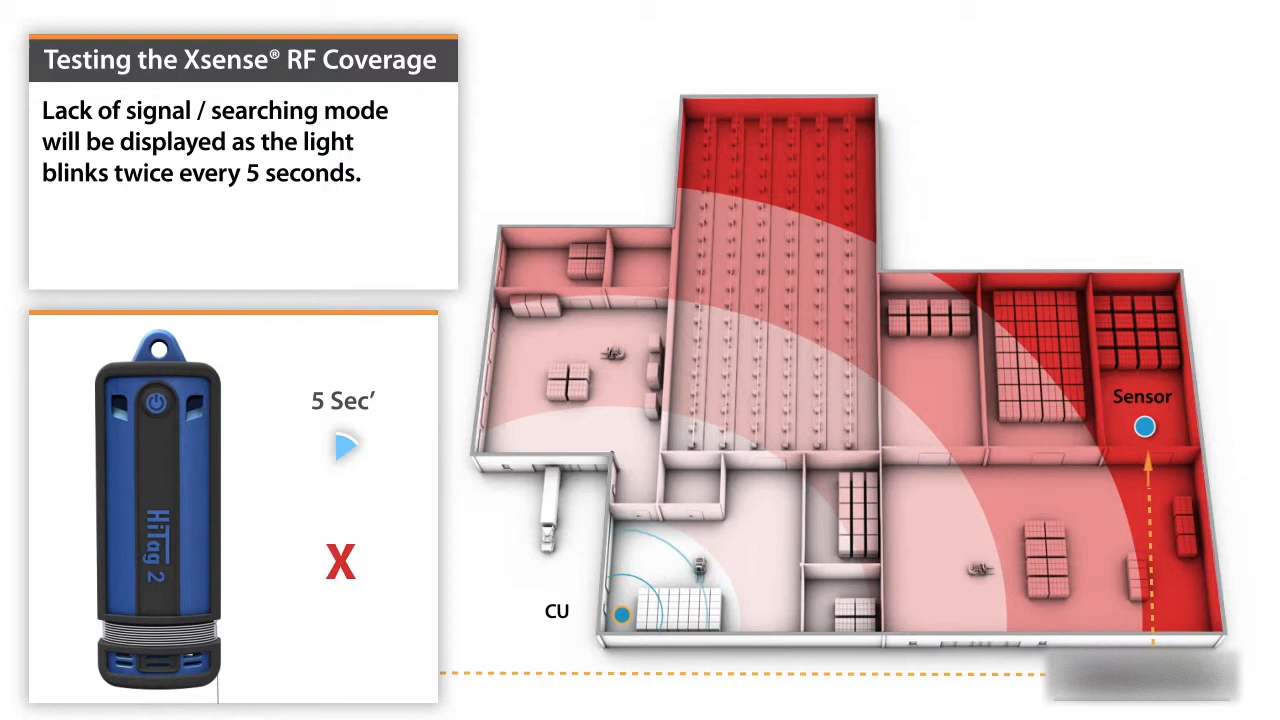 Testing the Xsense® RF Coverage
Lack of signal / searching mode
will be displayed as the light
blinks twice every 5 seconds.
5 Sec’
X
HiTag 2
Sensor
CU